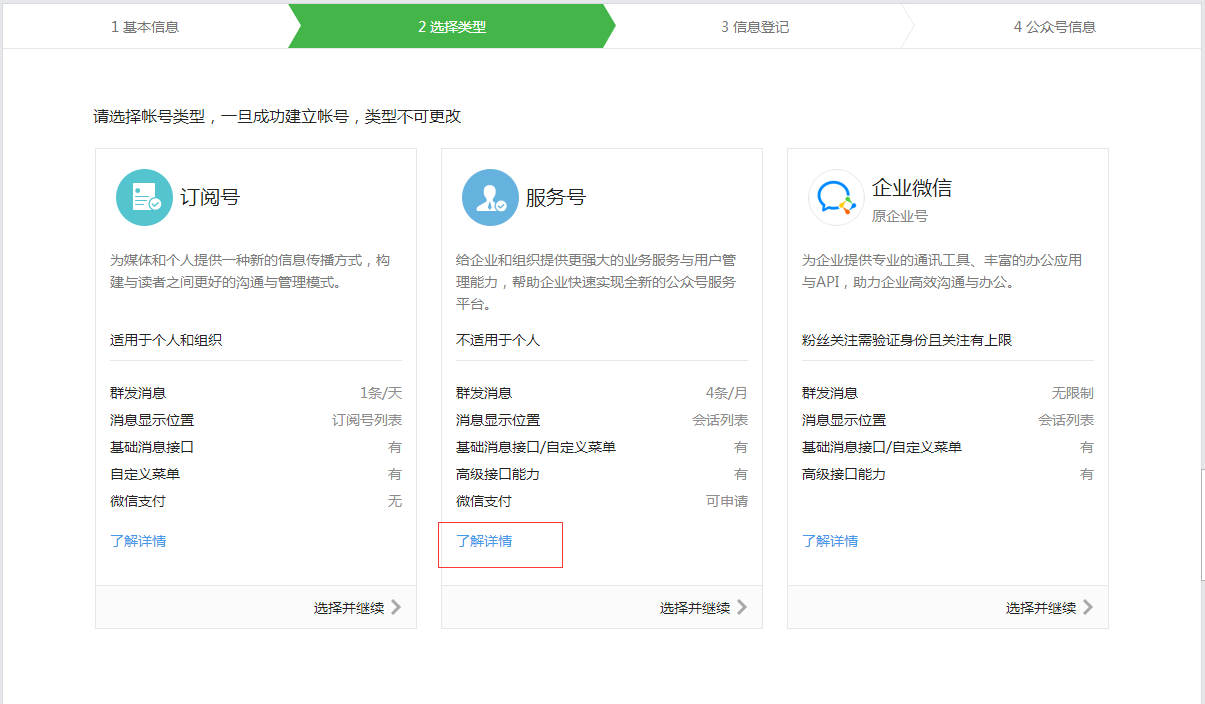 1 基本信息
2 选择类型
3 信息登记
4 公众号信息
请选择帐号类型，一旦成功建立帐号，类型不可更改
订阅号
为媒体和个人提供一种新的信息传播方式，构
建与读者之间更好的沟通与管理模式。
适用于个人和组织
群发消息 1条/天
消息显示位置 订阅号列表
基础消息接口 有
自定义菜单 有
微信支付 无
了解详情
选择并继续
服务号
给企业和组织提供更强大的业务服务与用户管
理能力，帮助企业快速实现全新的公众号服务
平台。
不适用于个人
群发消息 4条/月
消息显示位置 会话列表
基础消息接口/自定义菜单 有
高级接口能力 有
微信支付 可申请
了解详情
选择并继续
企业微信
原企业号
为企业提供专业的通讯工具、丰富的办公应用
与API，助力企业高效沟通与办公。
粉丝关注需验证身份且关注有上限
群发消息 无限制
消息显示位置 会话列表
基础消息接口/自定义菜单 有
高级接口能力 有
了解详情
选择并继续